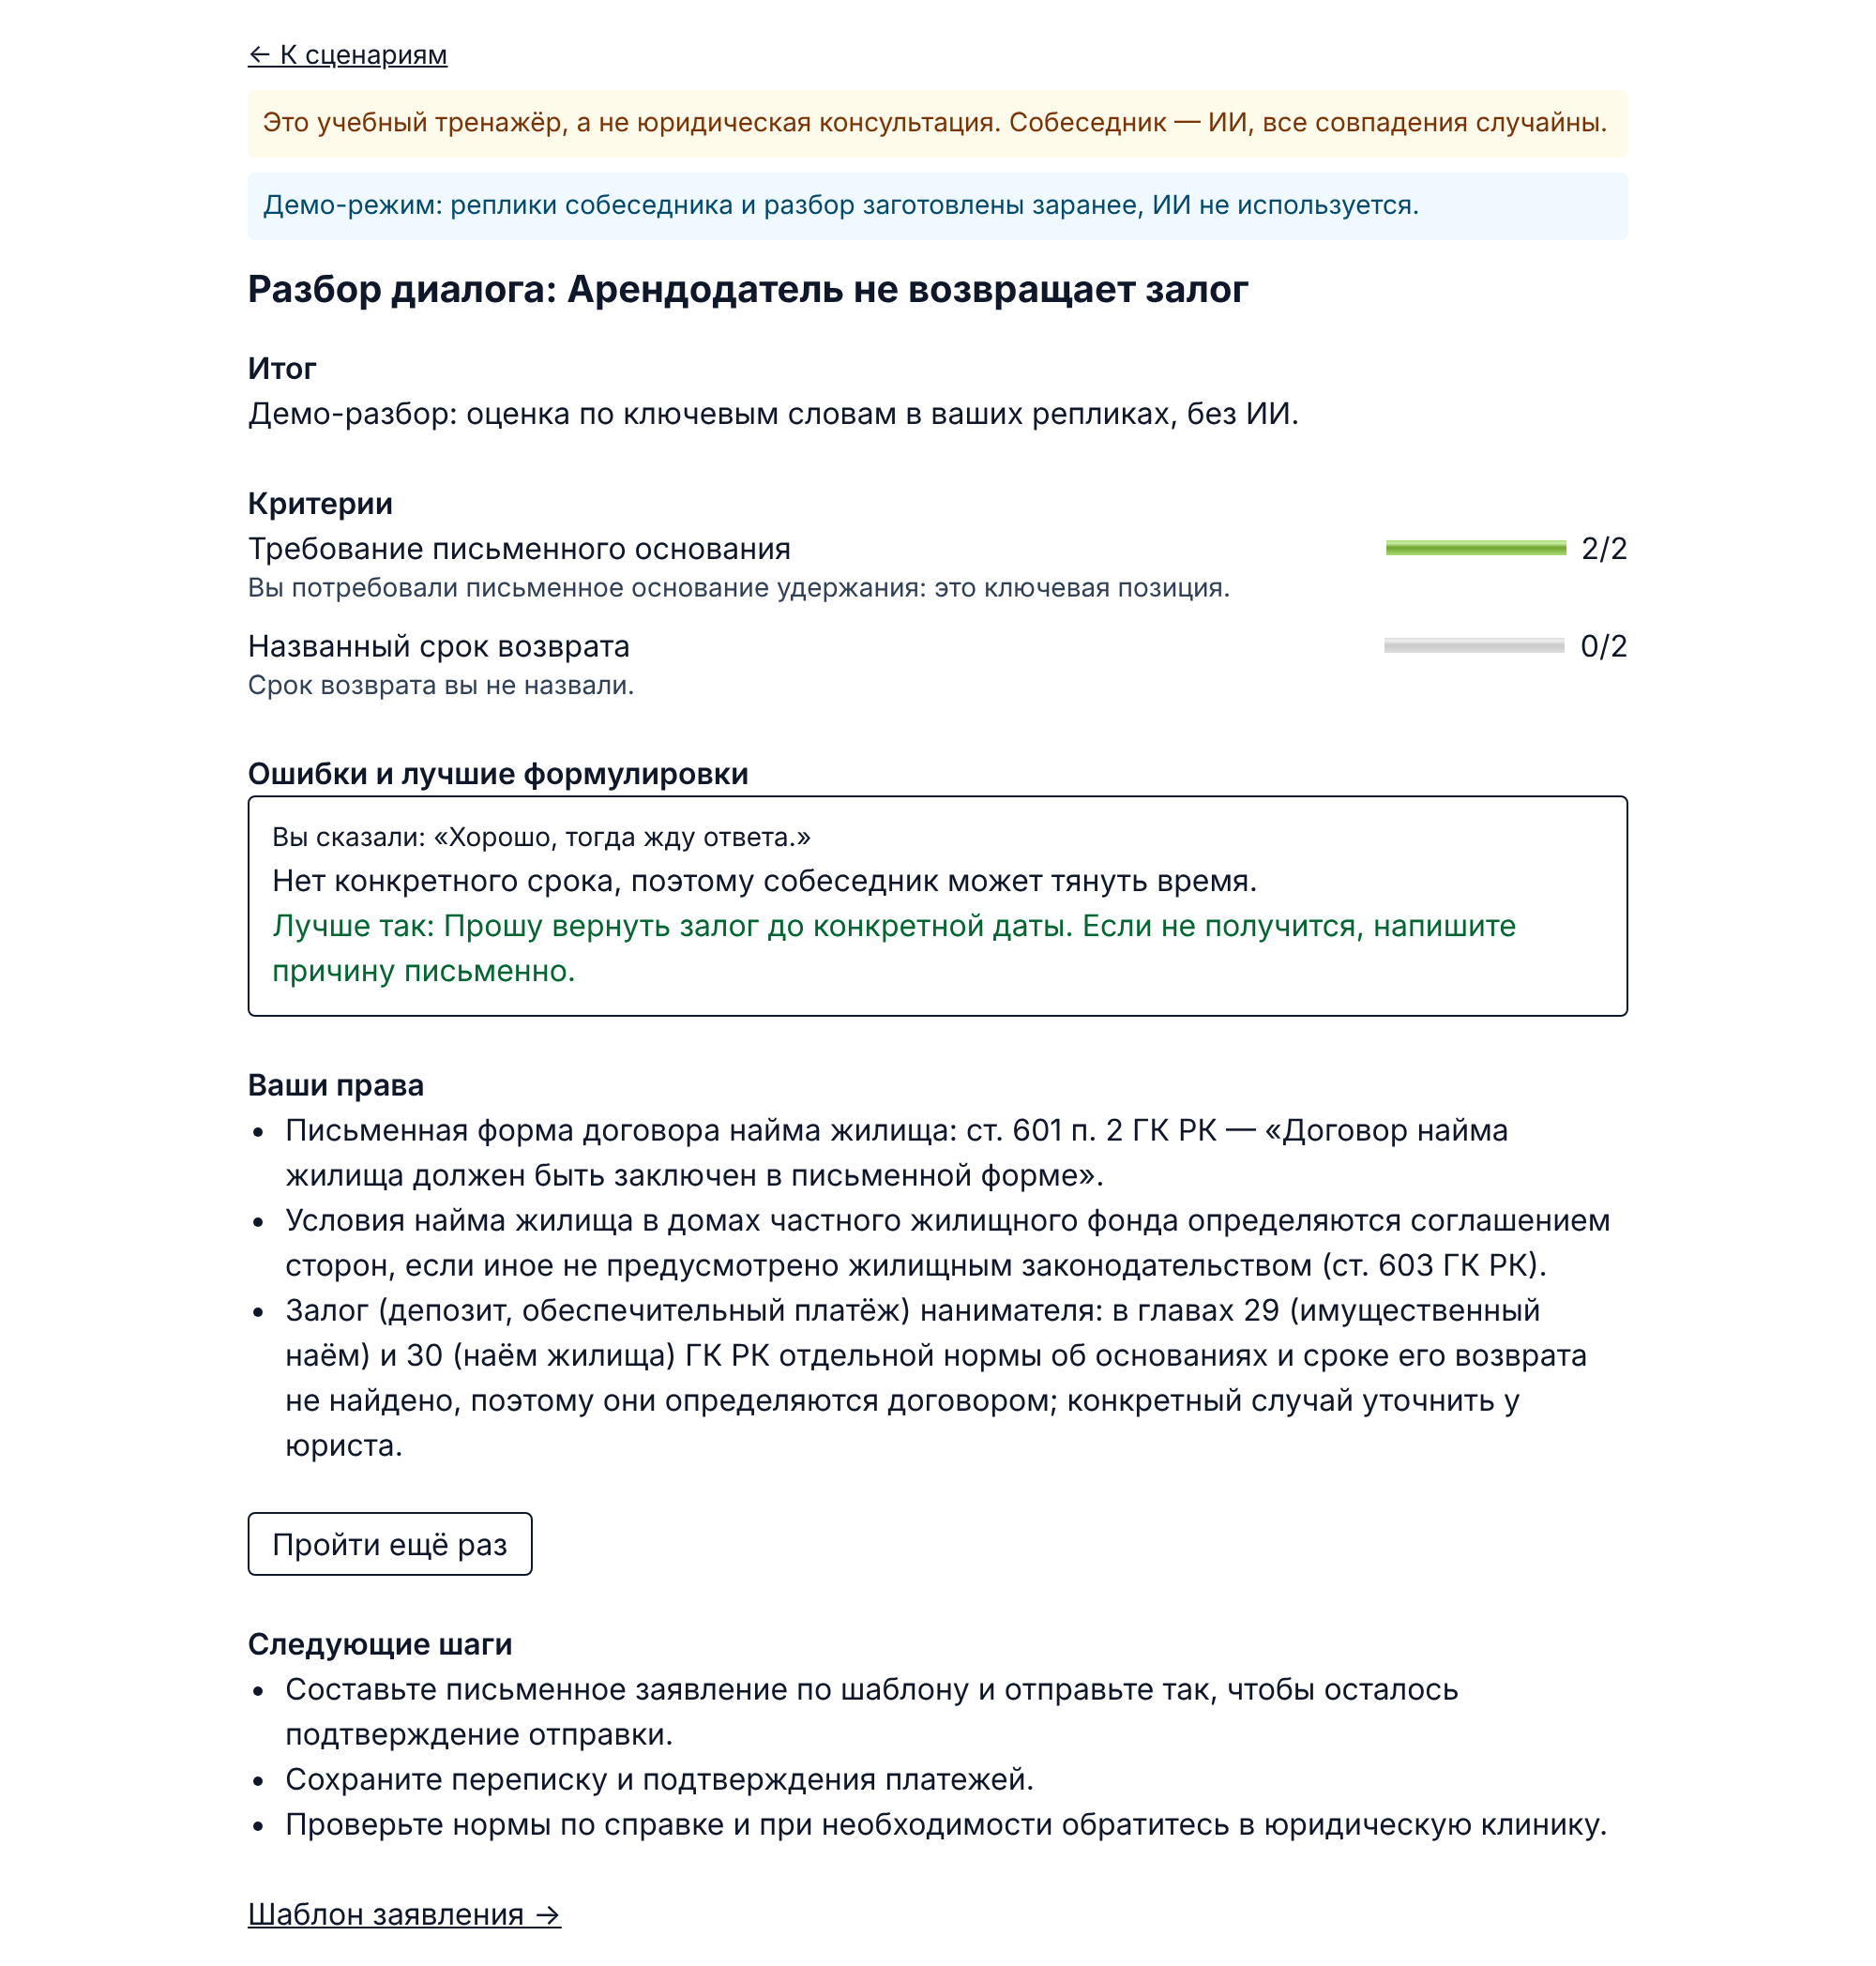 ← К сценариям
Это учебный тренажёр, а не юридическая консультация. Собеседник — ИИ, все совпадения случайны.
Демо-режим: реплики собеседника и разбор заготовлены заранее, ИИ не используется.
Разбор диалога: Арендодатель не возвращает залог
Итог
Демо-разбор: оценка по ключевым словам в ваших репликах, без ИИ.
Критерии
Требование письменного основания 2/2
Вы потребовали письменное основание удержания: это ключевая позиция.
Названный срок возврата 0/2
Срок возврата вы не назвали.
Ошибки и лучшие формулировки
Вы сказали: «Хорошо, тогда жду ответа.»
Нет конкретного срока, поэтому собеседник может тянуть время.
Лучше так: Прошу вернуть залог до конкретной даты. Если не получится, напишите
причину письменно.
Ваши права
• Письменная форма договора найма жилища: ст. 601 п. 2 ГК РК — «Договор найма
жилища должен быть заключен в письменной форме».
• Условия найма жилища в домах частного жилищного фонда определяются соглашением
сторон, если иное не предусмотрено жилищным законодательством (ст. 603 ГК РК).
• Залог (депозит, обеспечительный платёж) нанимателя: в главах 29 (имущественный
наём) и 30 (наём жилища) ГК РК отдельной нормы об основаниях и сроке его возврата
не найдено, поэтому они определяются договором; конкретный случай уточнить у
юриста.
Пройти ещё раз
Следующие шаги
• Составьте письменное заявление по шаблону и отправьте так, чтобы осталось
подтверждение отправки.
• Сохраните переписку и подтверждения платежей.
• Проверьте нормы по справке и при необходимости обратитесь в юридическую клинику.
Шаблон заявления →